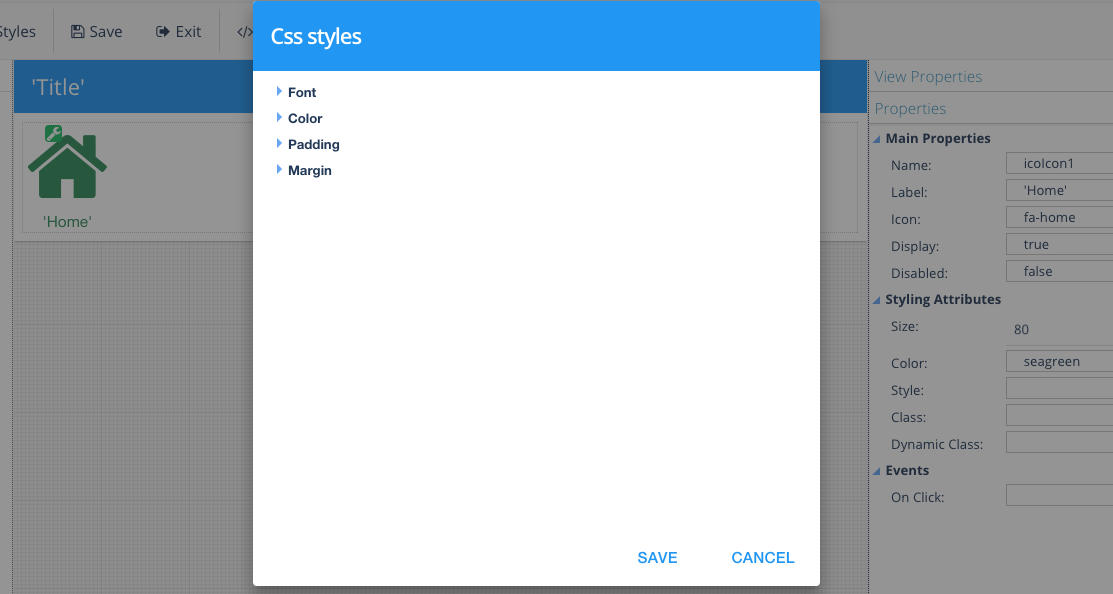 Styles
Save
Exit
</>
Css styles
Font
Color
Padding
Margin
SAVE
CANCEL
'Title'
'Home'
View Properties
Properties
Main Properties
Name: icoIcon1
Label: 'Home'
Icon: fa-home
Display: true
Disabled: false
Styling Attributes
Size: 80
Color: seagreen
Style:
Class:
Dynamic Class:
Events
On Click: